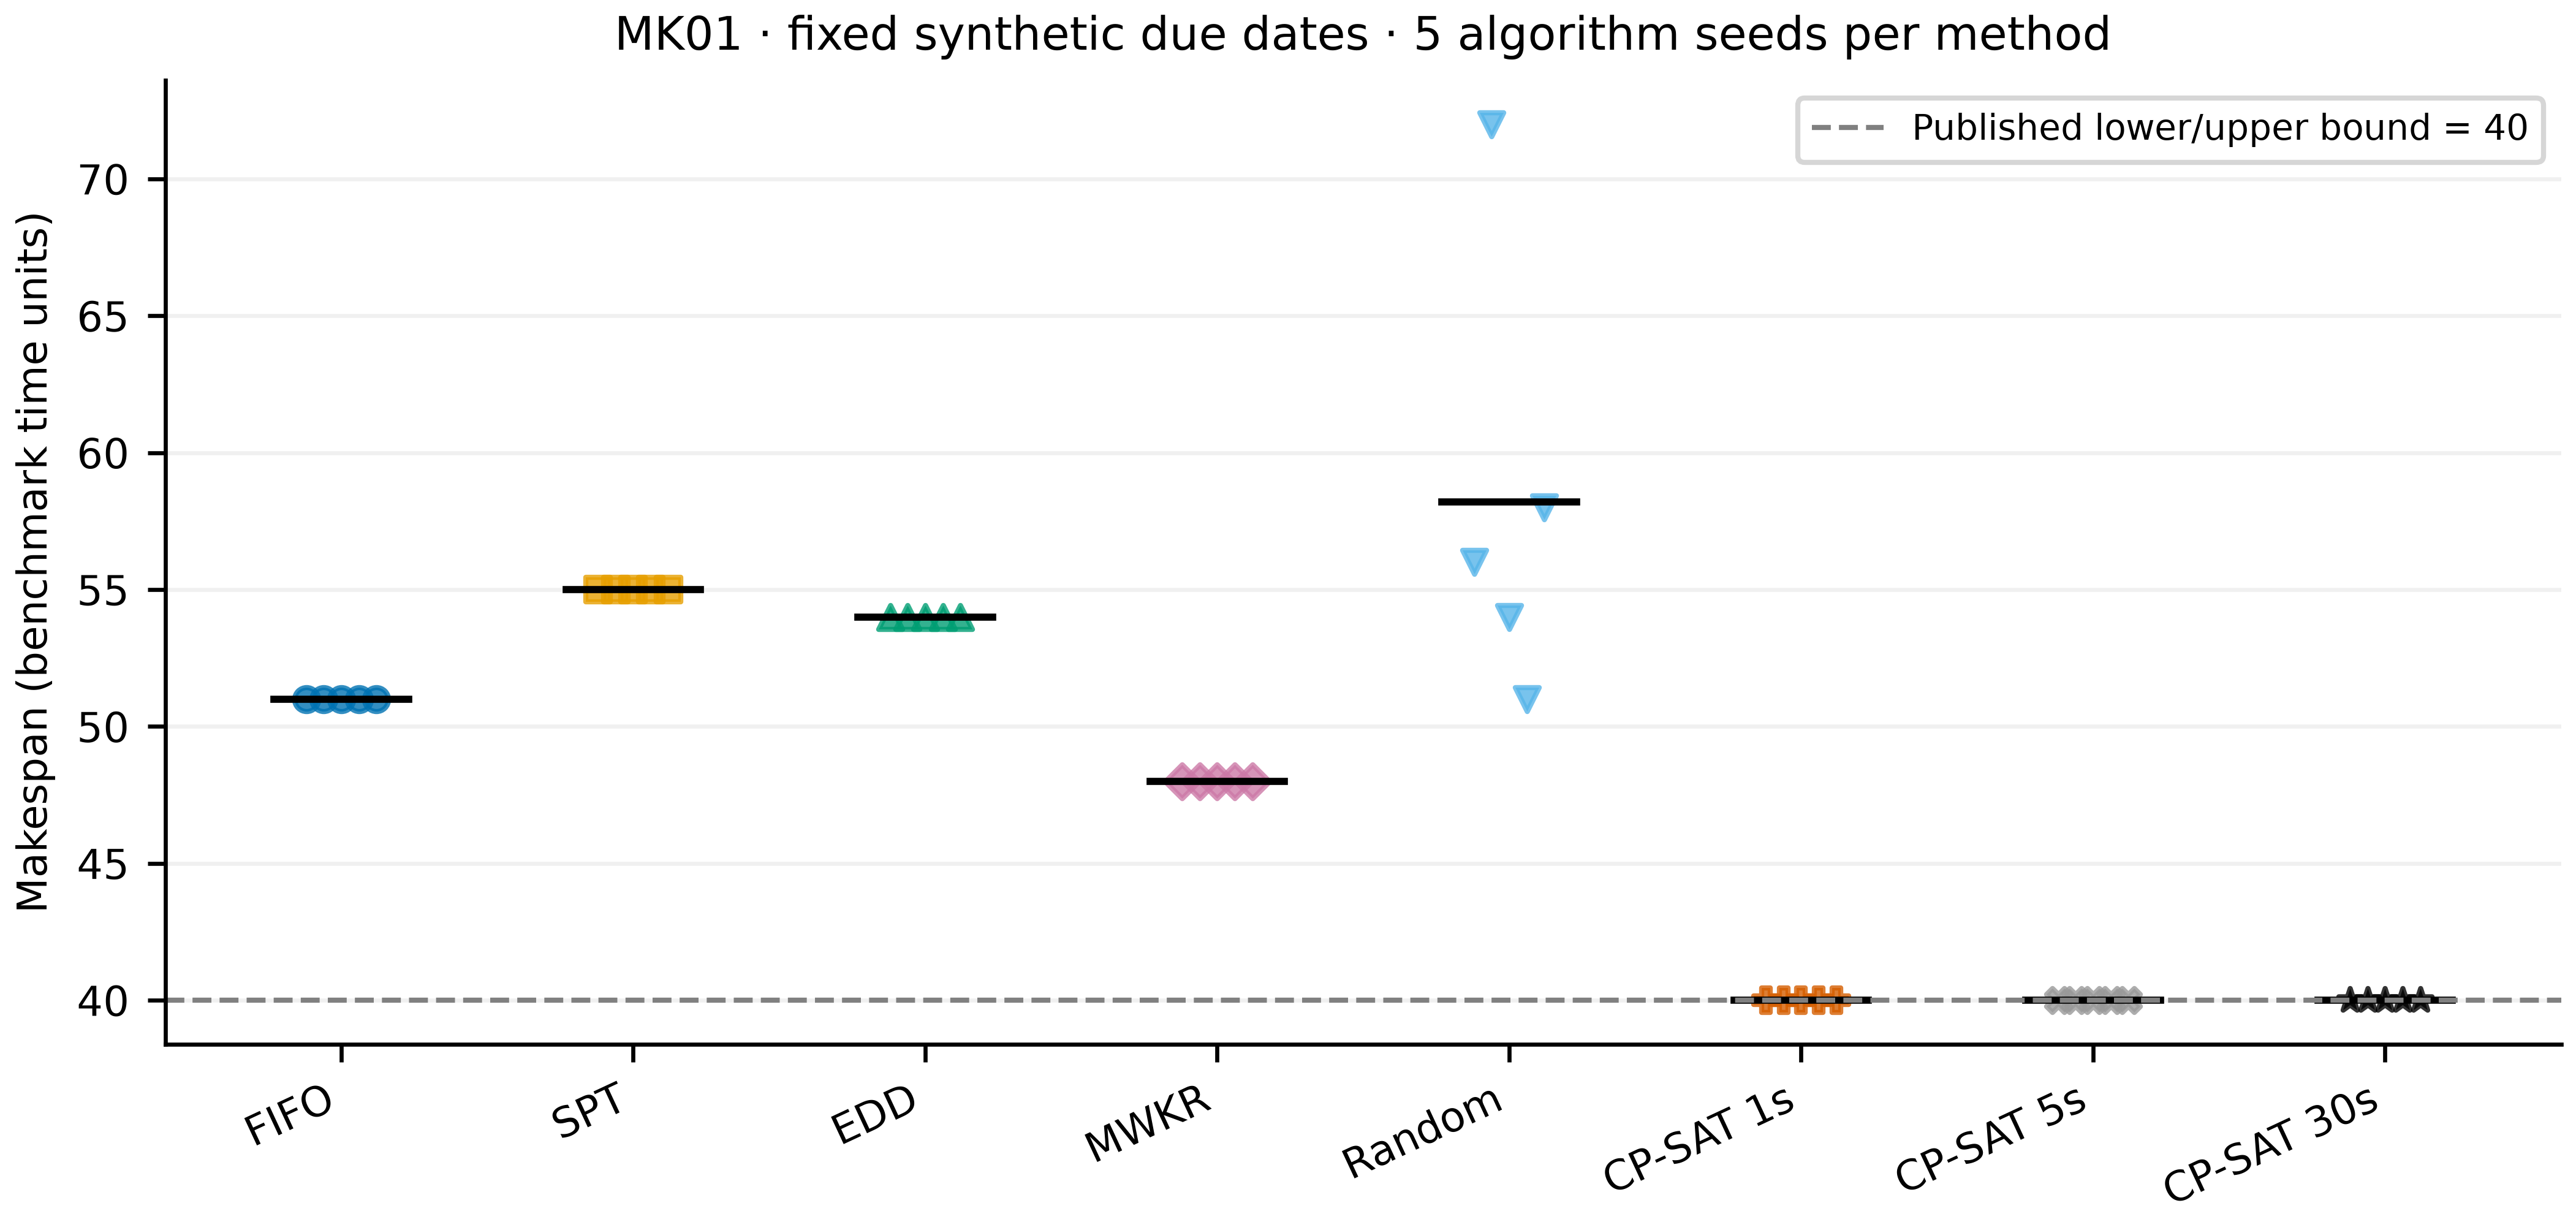 MK01 · fixed synthetic due dates · 5 algorithm seeds per method
Published lower/upper bound = 40
Makespan (benchmark time units)
70
65
60
55
50
45
40
FIFO
SPT
EDD
MWKR
Random
CP-SAT 1s
CP-SAT 5s
CP-SAT 30s